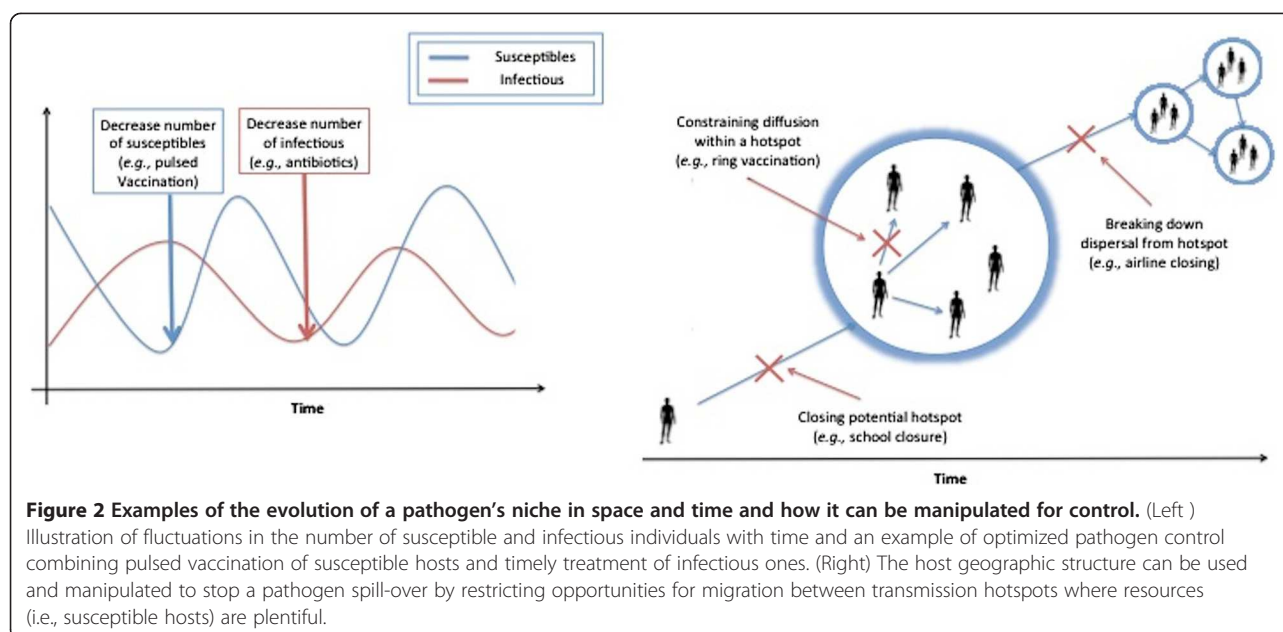 Susceptibles
Infectious
Decrease number
of susceptibles
(e.g., pulsed
Vaccination)
Decrease number
of infectious
(e.g., antibiotics)
Time
Constraining diffusion
within a hotspot
(e.g., ring vaccination)
Breaking down
dispersal from hotspot
(e.g., airline closing)
Closing potential hotspot
(e.g., school closure)
Time
Figure 2 Examples of the evolution of a pathogen's niche in space and time and how it can be manipulated for control. (Left )
Illustration of fluctuations in the number of susceptible and infectious individuals with time and an example of optimized pathogen control
combining pulsed vaccination of susceptible hosts and timely treatment of infectious ones. (Right) The host geographic structure can be used
and manipulated to stop a pathogen spill-over by restricting opportunities for migration between transmission hotspots where resources
(i.e., susceptible hosts) are plentiful.